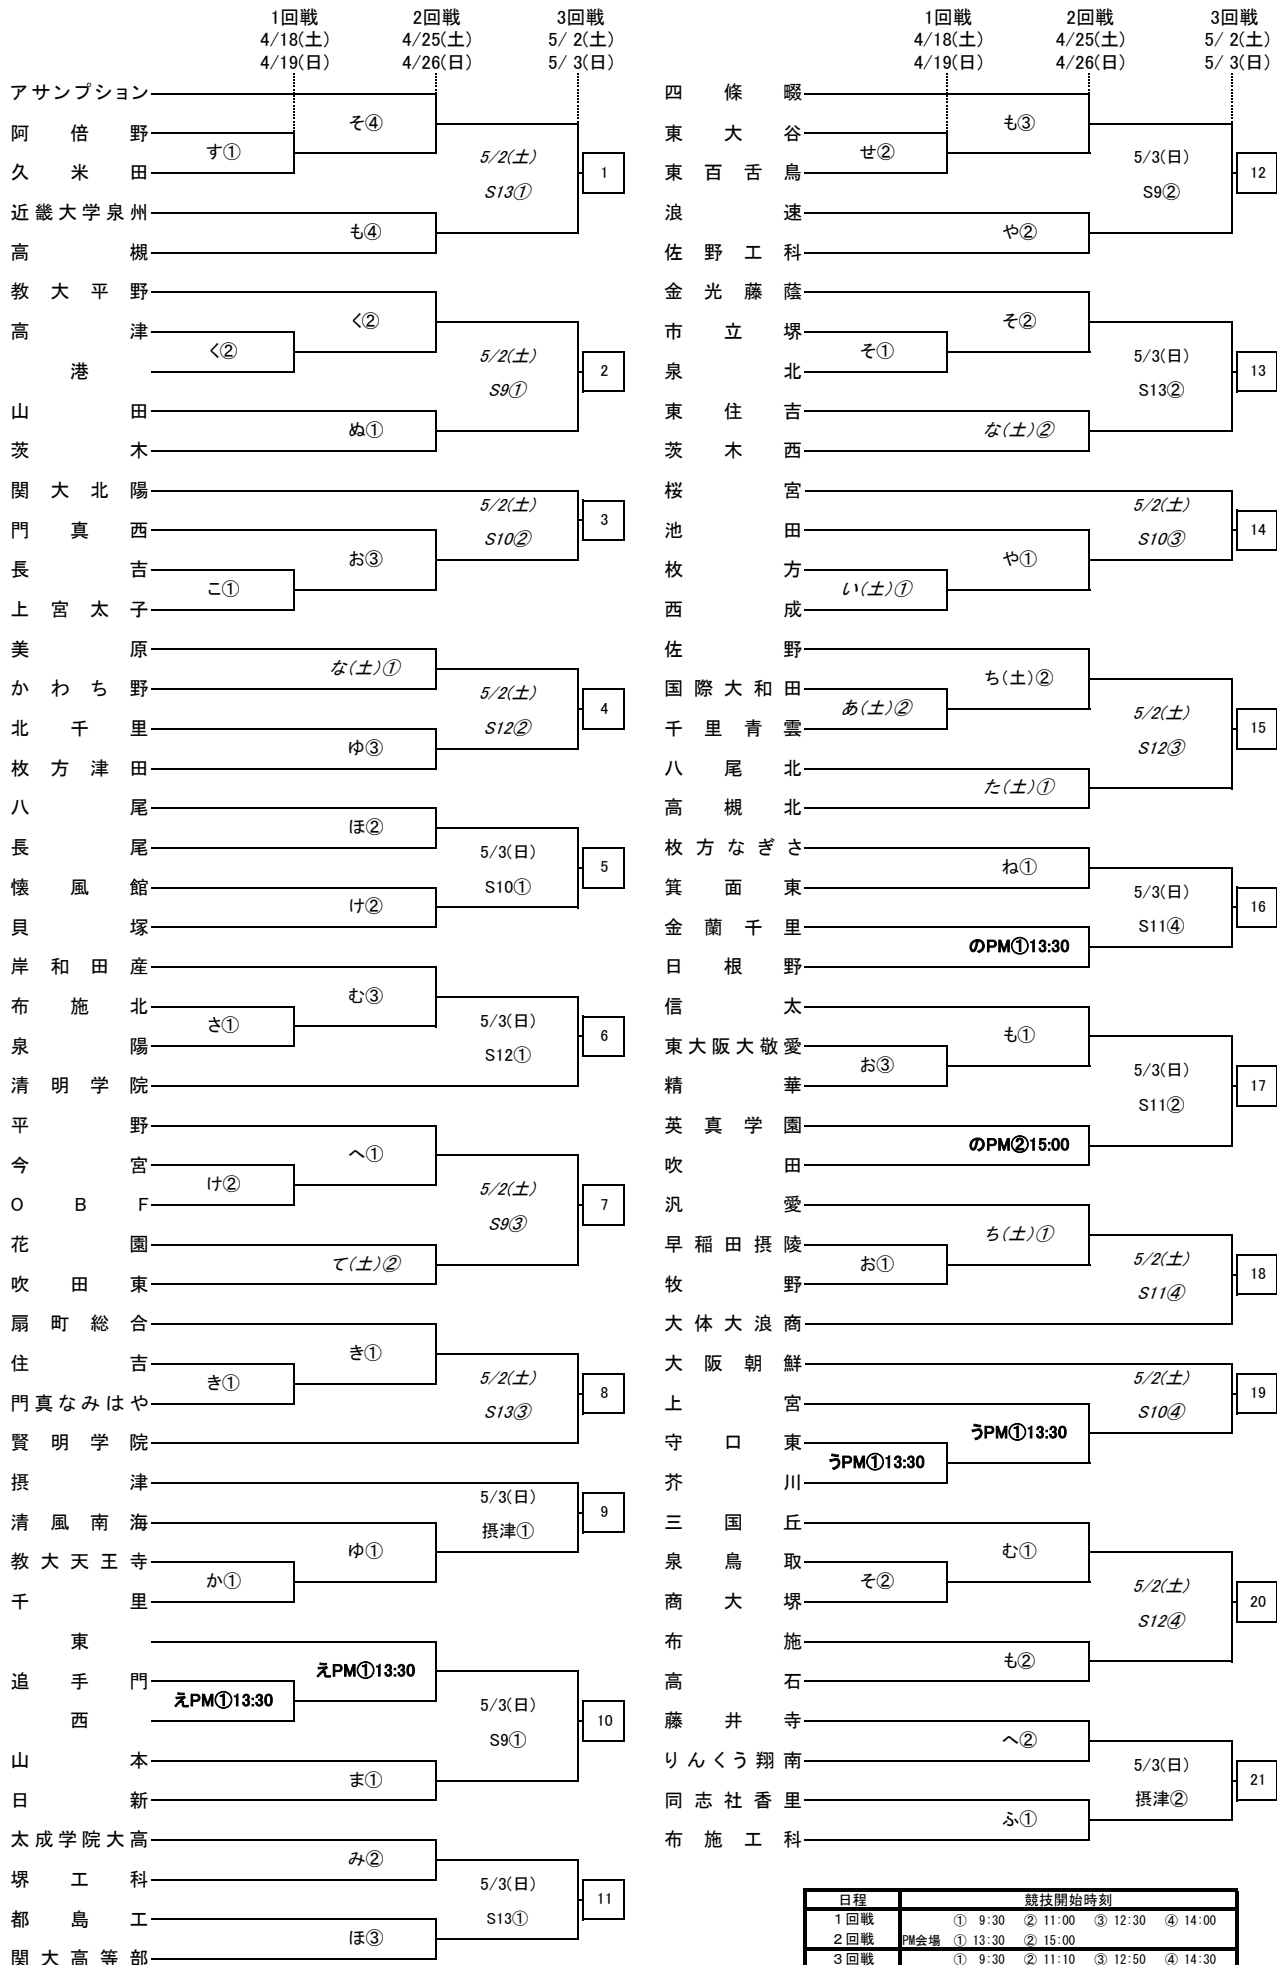 1回戦 2回戦 3回戦
4/18(土) 4/25(土) 5/ 2(土)
4/19(日) 4/26(日) 5/ 3(日)
アサンプション
そ④
阿倍野
す①
5/2(土)
久米田
1
S13①
近畿大学泉州
も④
高槻
教大平野
く②
高津
く②
5/2(土)
港
2
S9①
山田
ぬ①
茨木
関大北陽
5/2(土)
3
門真西
S10②
お③
長吉
こ①
上宮太子
美原
な(土)①
かわち野
5/2(土)
4
北千里
S12②
ゆ③
枚方津田
八尾
ほ②
長尾
5/3(日)
5
懐風館
S10①
け②
貝塚
岸和田産
む③
布施北
さ①
5/3(日)
6
泉陽
S12①
清明学院
平野
へ①
今宮
け②
5/2(土)
OBF
7
S9③
花園
て(土)②
吹田東
扇町総合
き①
住吉
5/2(土)
き①
8
門真なみはや
S13③
賢明学院
摂津
5/3(日)
9
清風南海
摂津①
ゆ①
教大天王寺
か①
千里
東
えPM①13:30
追手門
えPM①13:30
5/3(日)
西
10
S9①
山本
ま①
日新
太成学院大高
み②
堺工科
5/3(日)
11
都島工
S13①
ほ③
関大高等部
1回戦 2回戦 3回戦
4/18(土) 4/25(土) 5/ 2(土)
4/19(日) 4/26(日) 5/ 3(日)
四條畷
も③
東大谷
せ②
5/3(日)
東百舌鳥
12
S9②
浪速
や②
佐野工科
金光藤蔭
そ②
市立堺
そ①
5/3(日)
泉北
13
S13②
東住吉
な(土)②
茨木西
桜宮
5/2(土)
14
池田
S10③
や①
枚方
い(土)①
西成
佐野
ち(土)②
国際大和田
あ(土)②
5/2(土)
千里青雲
15
S12③
八尾北
た(土)①
高槻北
枚方なぎさ
ね①
箕面東
5/3(日)
16
金蘭千里
S11④
のPM①13:30
日根野
信太
も①
東大阪大敬愛
お③
5/3(日)
精華
17
S11②
英真学園
のPM②15:00
吹田
汎愛
ち(土)①
早稲田摂陵
お①
5/2(土)
18
牧野
S11④
大体大浪商
大阪朝鮮
5/2(土)
19
上宮
S10④
うPM①13:30
守口東
うPM①13:30
芥川
三国丘
む①
泉鳥取
そ②
5/2(土)
商大堺
20
S12④
布施
も②
高石
藤井寺
へ②
りんくう翔南
5/3(日)
21
同志社香里
摂津②
ふ①
布施工科
日程 競技開始時刻
1回戦 ① 9:30 ② 11:00 ③ 12:30 ④ 14:00
2回戦 PM会場 ① 13:30 ② 15:00
3回戦 ① 9:30 ② 11:10 ③ 12:50 ④ 14:30